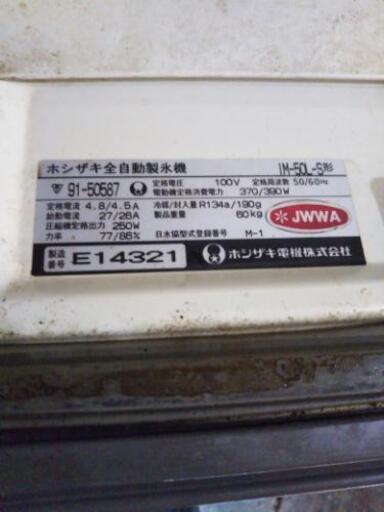 ホシザキ全自動製氷機 IM-50L-S形
91-50587 定格電圧 100V 定格周波数 50/60Hz
電動機定格消費電力 370/390W
定格電流 4.8/4.5A 冷媒/封入量 R134a/190g
始動電流 27/26A 製品重量 60kg
圧縮機定格出力 250W
力率 77/86% 日水協型式登録番号 M-1
JWWA
製造番号 E14321 ホシザキ電機株式会社